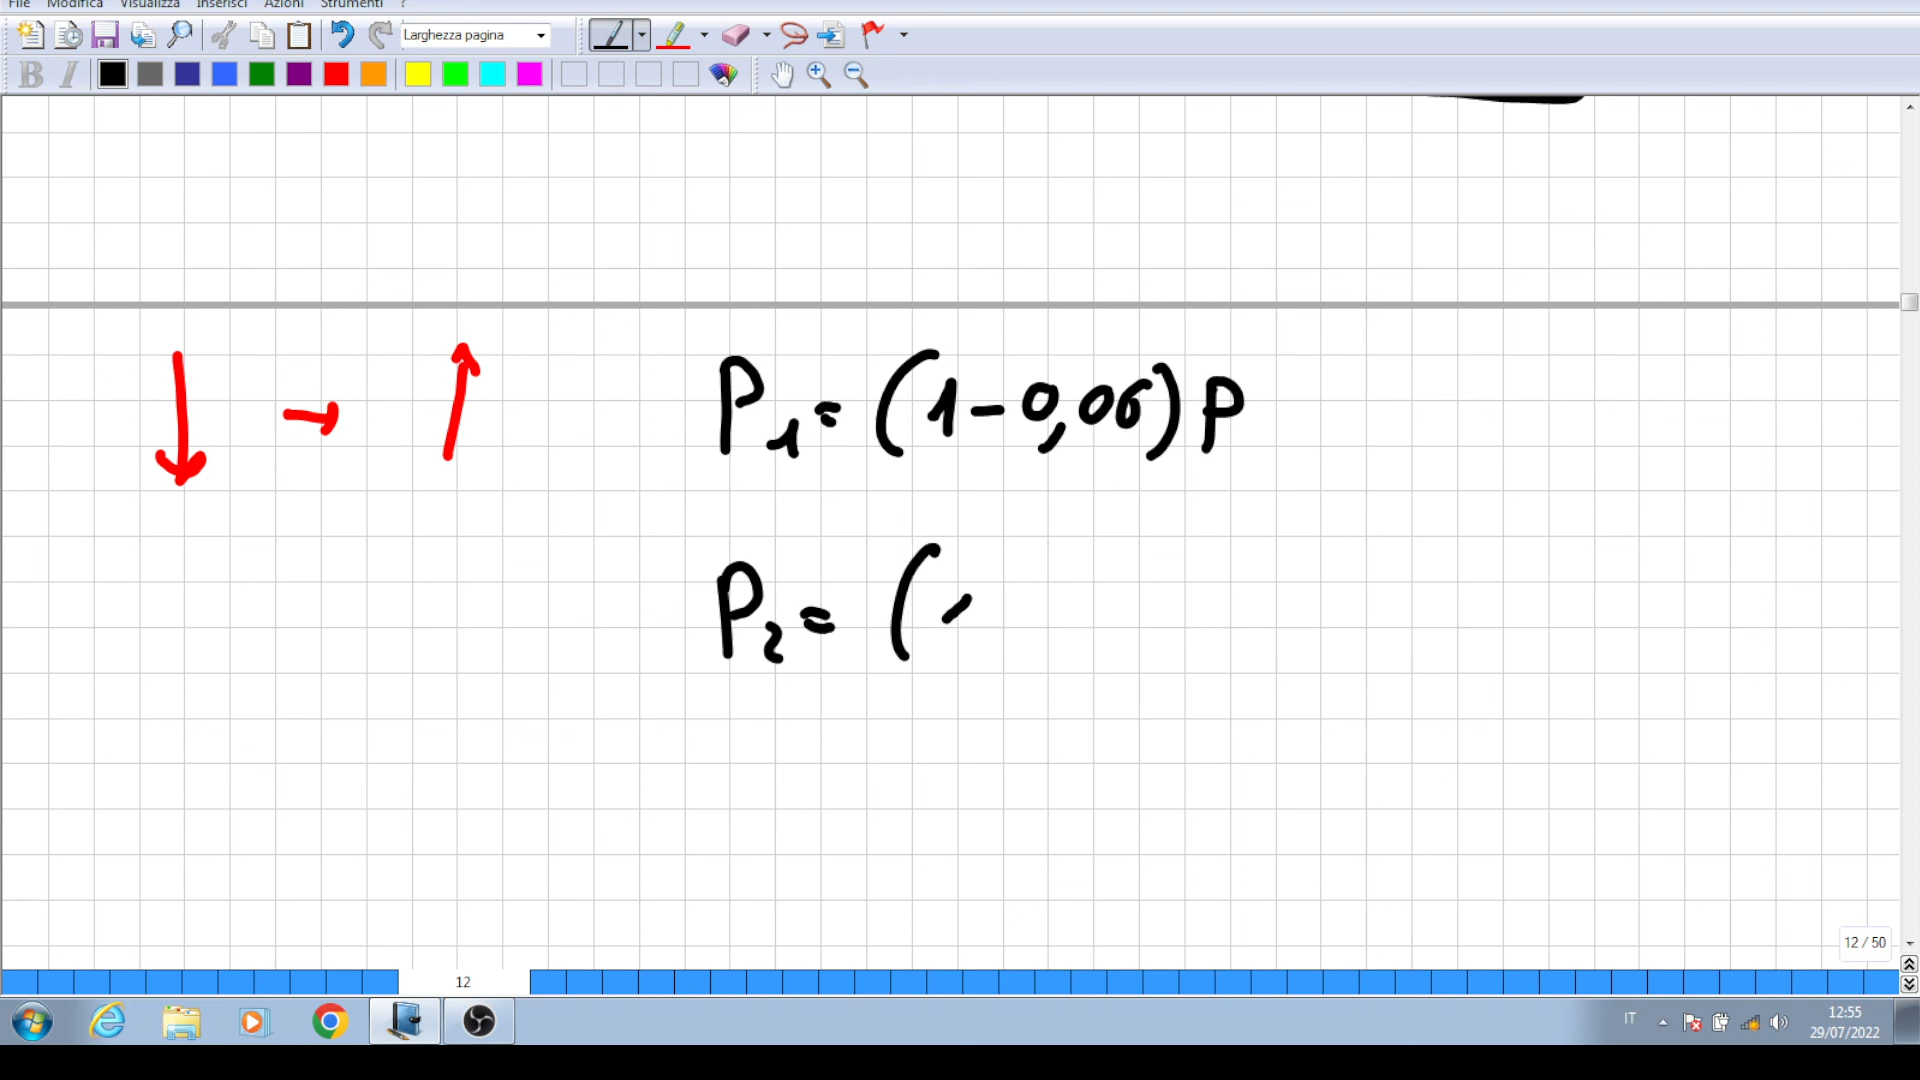 File Modifica Visualizza Inserisci Azioni Strumenti ?
Larghezza pagina
B I
P₁=(1-0,06)P
P₂= (
12 / 50
12
IT 12:55
29/07/2022